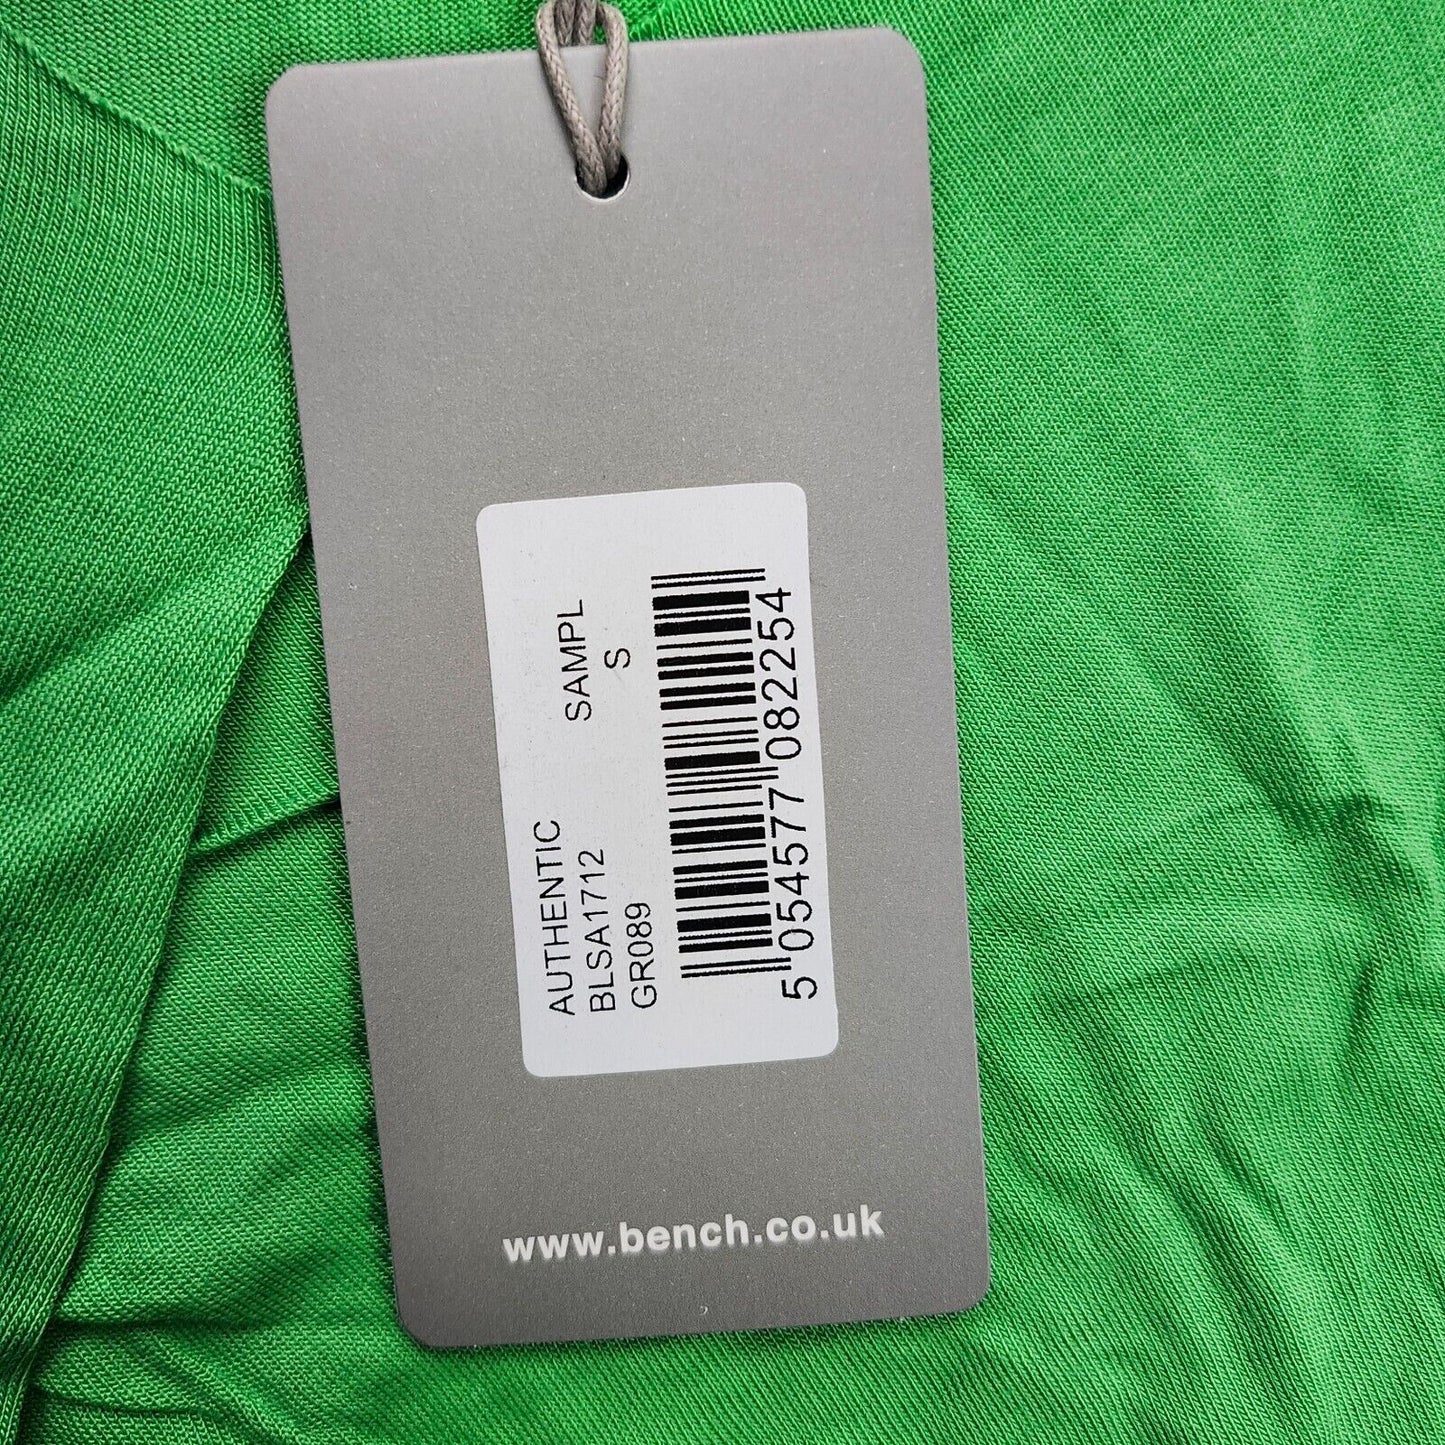 AUTHENTIC SAMPL
BLSA1712 S
GR089
5 054577 082254
www.bench.co.uk